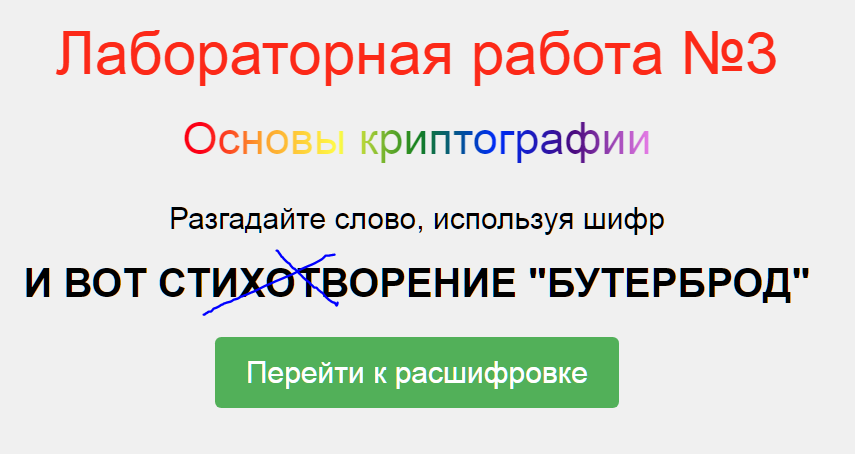 Лабораторная работа №3
Основы криптографии
Разгадайте слово, используя шифр
И ВОТ СТИХОТВОРЕНИЕ "БУТЕРБРОД"
Перейти к расшифровке